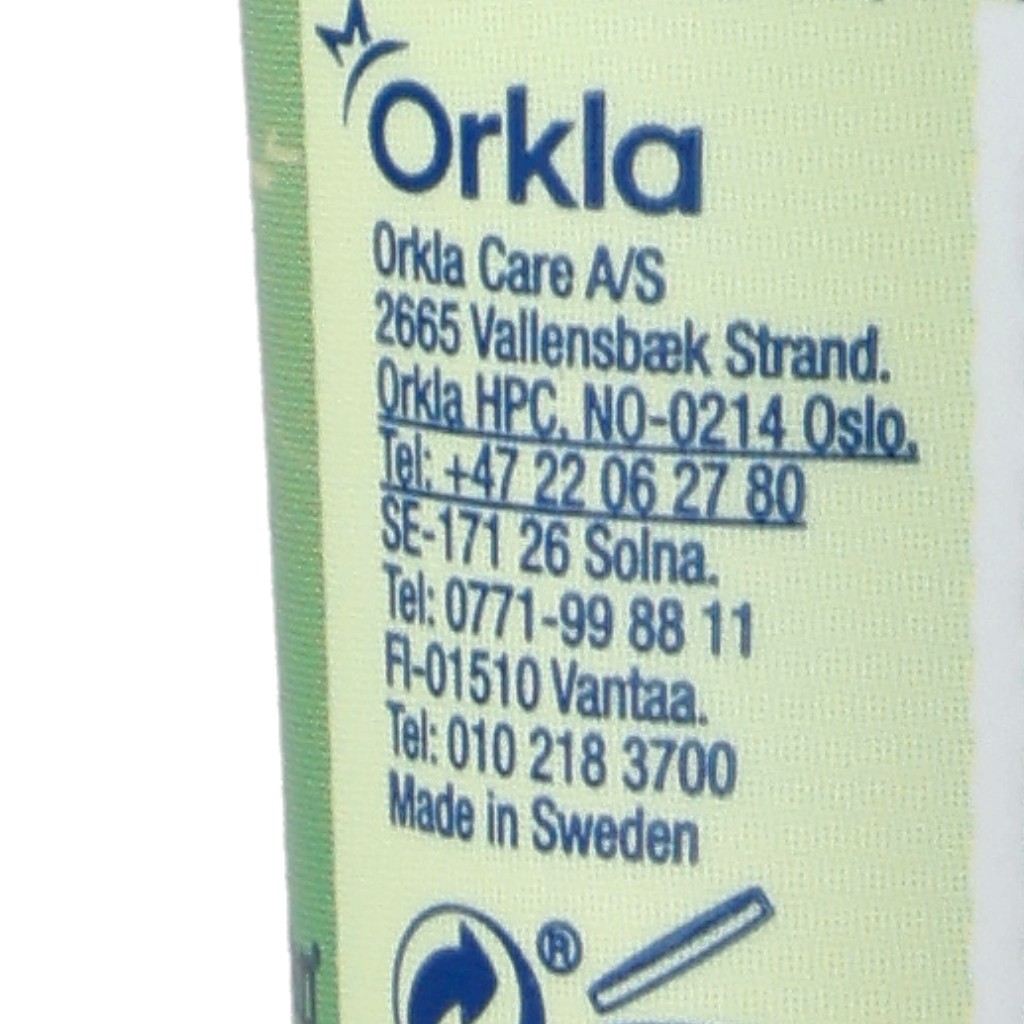 Orkla
Orkla Care A/S
2665 Vallensbæk Strand.
Orkla HPC, NO-0214 Oslo.
Tel: +47 22 06 27 80
SE-171 26 Solna.
Tel: 0771-99 88 11
FI-01510 Vantaa.
Tel: 010 218 3700
Made in Sweden
®